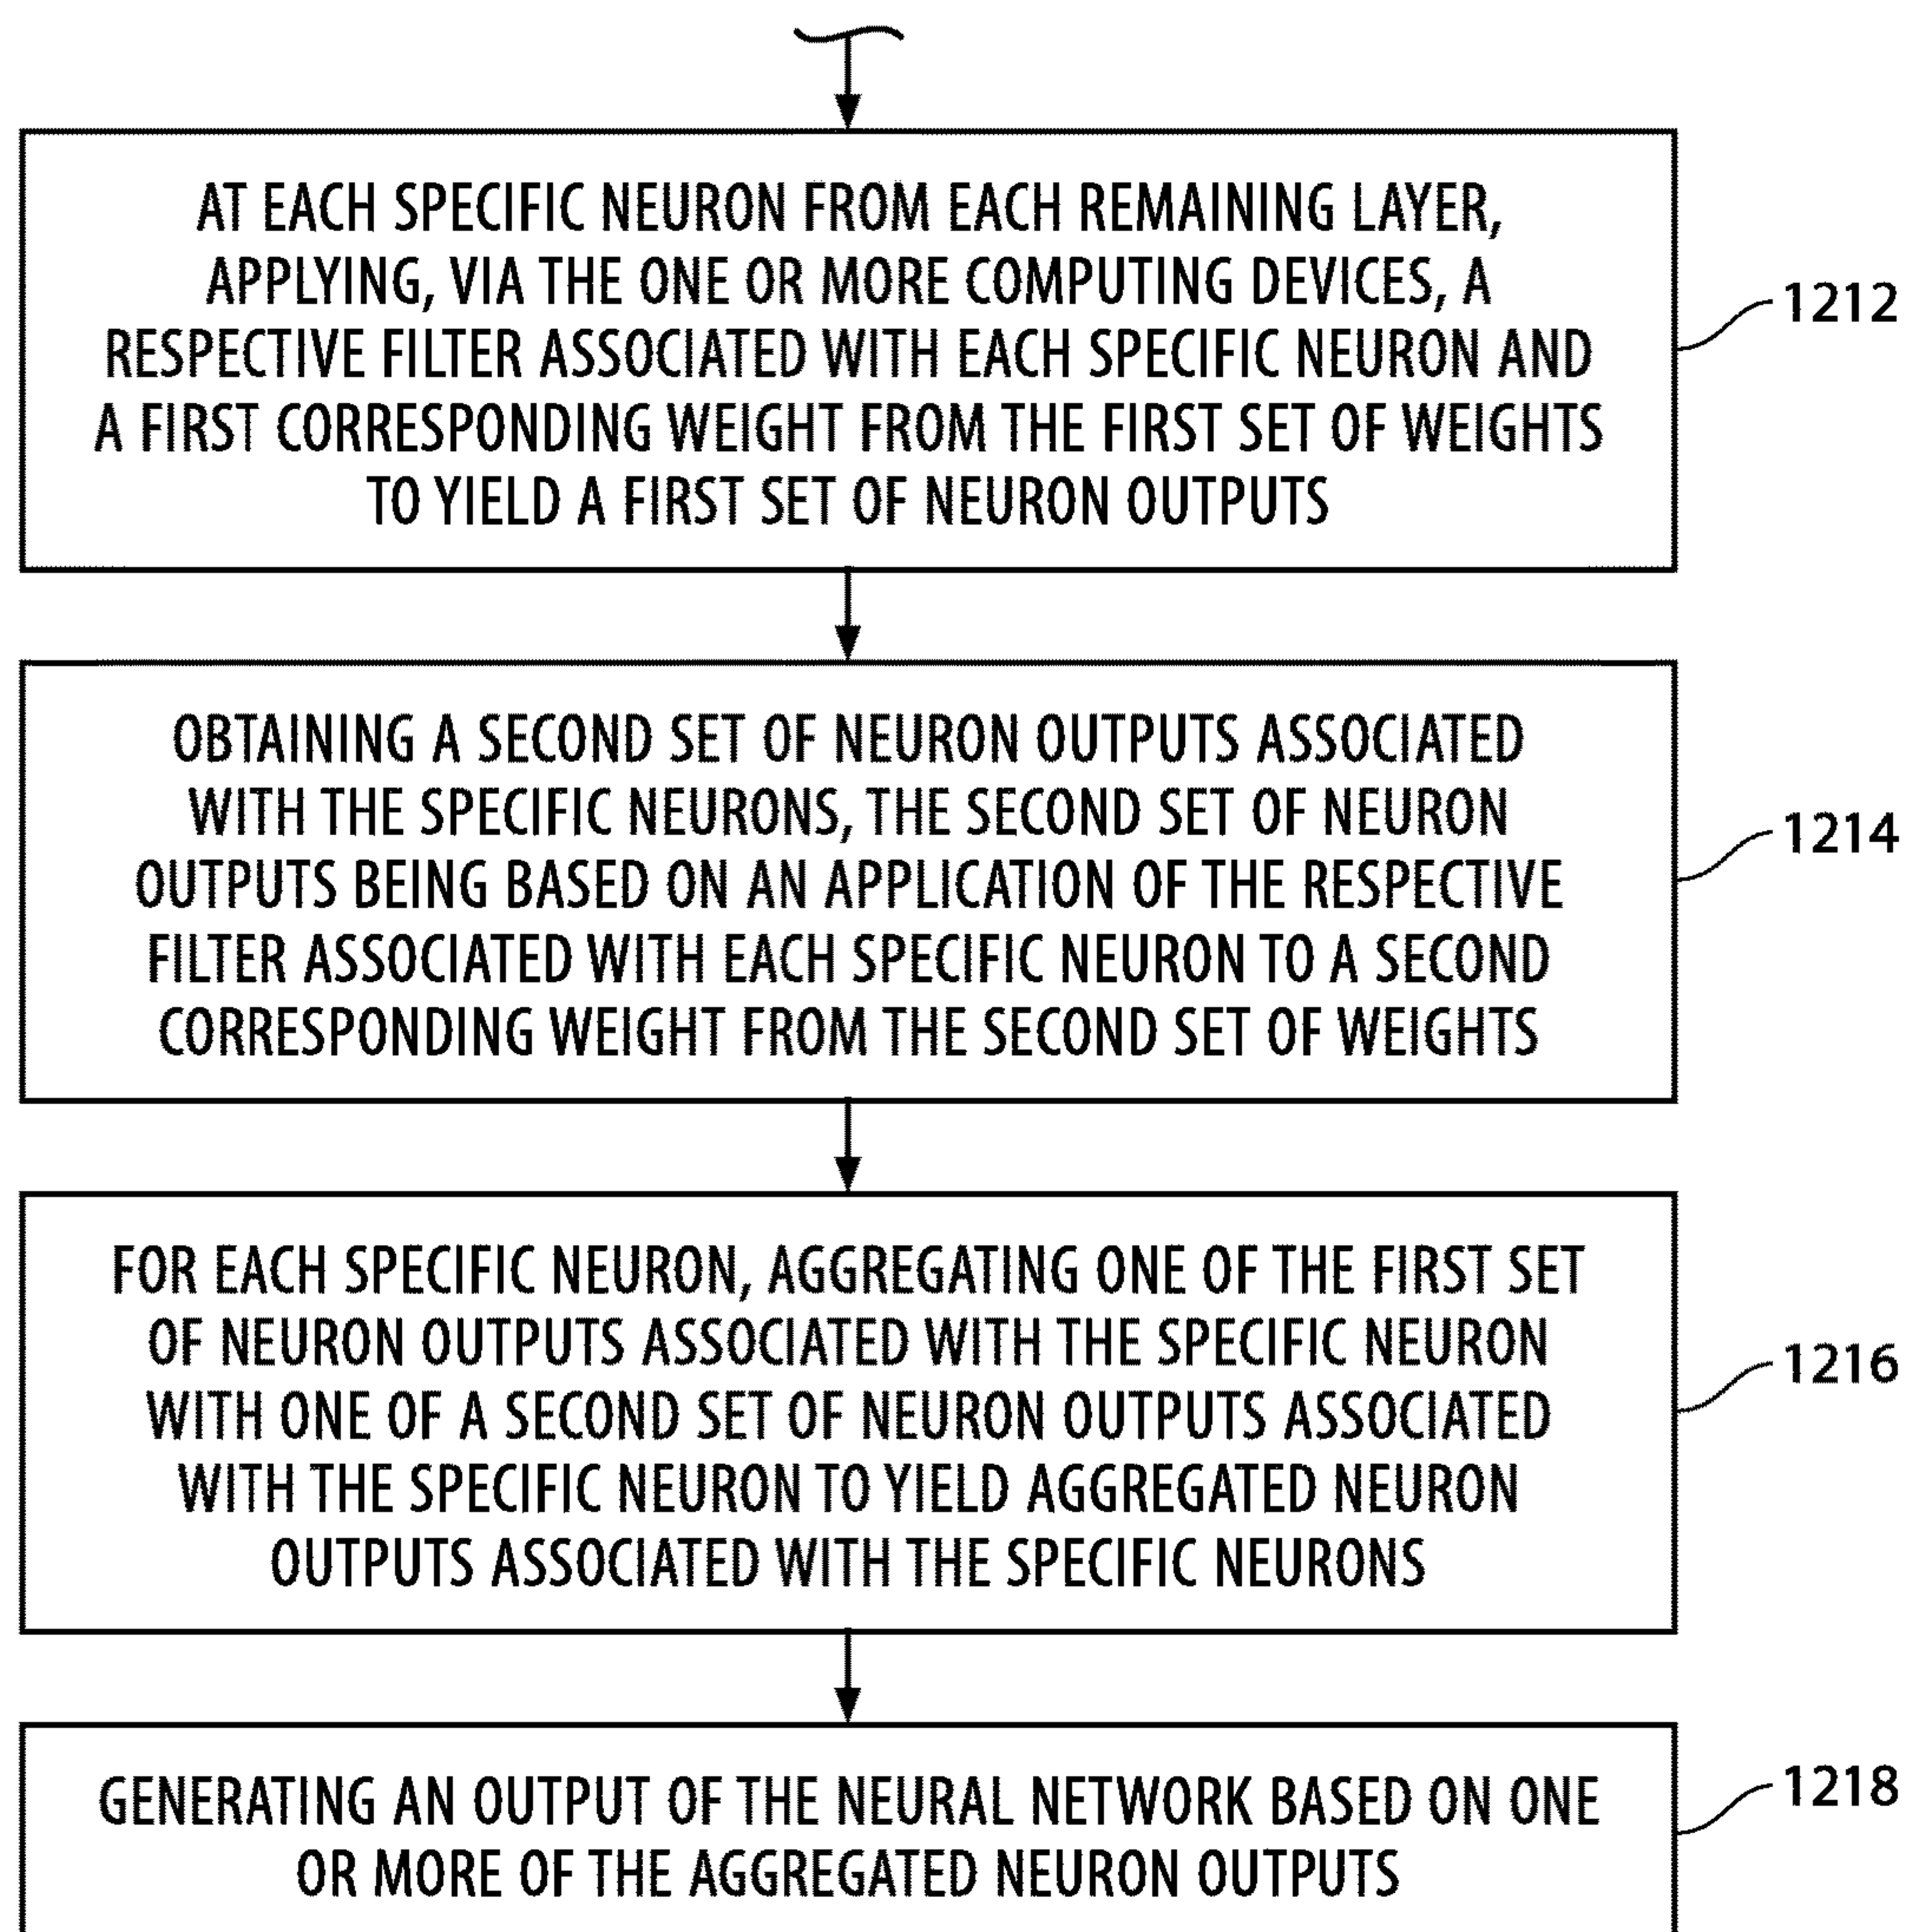 AT EACH SPECIFIC NEURON FROM EACH REMAINING LAYER,
APPLYING, VIA THE ONE OR MORE COMPUTING DEVICES, A
RESPECTIVE FILTER ASSOCIATED WITH EACH SPECIFIC NEURON AND
A FIRST CORRESPONDING WEIGHT FROM THE FIRST SET OF WEIGHTS
TO YIELD A FIRST SET OF NEURON OUTPUTS
1212
OBTAINING A SECOND SET OF NEURON OUTPUTS ASSOCIATED
WITH THE SPECIFIC NEURONS, THE SECOND SET OF NEURON
OUTPUTS BEING BASED ON AN APPLICATION OF THE RESPECTIVE
FILTER ASSOCIATED WITH EACH SPECIFIC NEURON TO A SECOND
CORRESPONDING WEIGHT FROM THE SECOND SET OF WEIGHTS
1214
FOR EACH SPECIFIC NEURON, AGGREGATING ONE OF THE FIRST SET
OF NEURON OUTPUTS ASSOCIATED WITH THE SPECIFIC NEURON
WITH ONE OF A SECOND SET OF NEURON OUTPUTS ASSOCIATED
WITH THE SPECIFIC NEURON TO YIELD AGGREGATED NEURON
OUTPUTS ASSOCIATED WITH THE SPECIFIC NEURONS
1216
GENERATING AN OUTPUT OF THE NEURAL NETWORK BASED ON ONE
OR MORE OF THE AGGREGATED NEURON OUTPUTS
1218